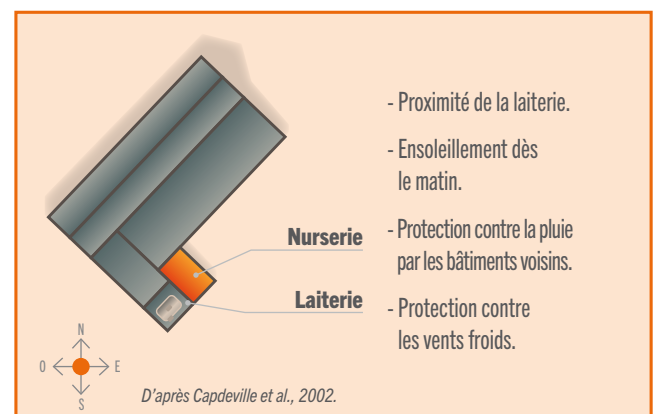 - Proximité de la laiterie.
- Ensoleillement dès
le matin.
- Protection contre la pluie
par les bâtiments voisins.
- Protection contre
les vents froids.
Nurserie
Laiterie
N
O
E
S
D'après Capdeville et al., 2002.